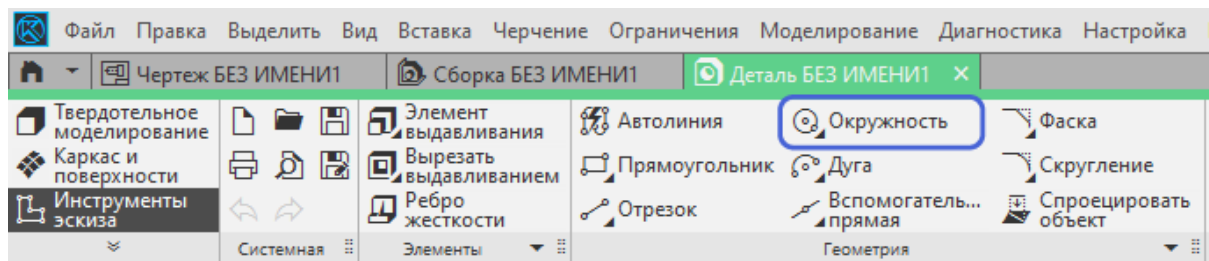 Файл Правка Выделить Вид Вставка Черчение Ограничения Моделирование Диагностика Настройка
Чертеж БЕЗ ИМЕНИ1 Сборка БЕЗ ИМЕНИ1 Деталь БЕЗ ИМЕНИ1
Твердотельное
моделирование
Каркас и
поверхности
Инструменты
эскиза
Системная
Элемент
выдавливания
Вырезать
выдавливанием
Ребро
жесткости
Элементы
Автолиния Окружность Фаска
Прямоугольник Дуга Скругление
Отрезок Вспомогатель...
прямая
Спроецировать
объект
Геометрия